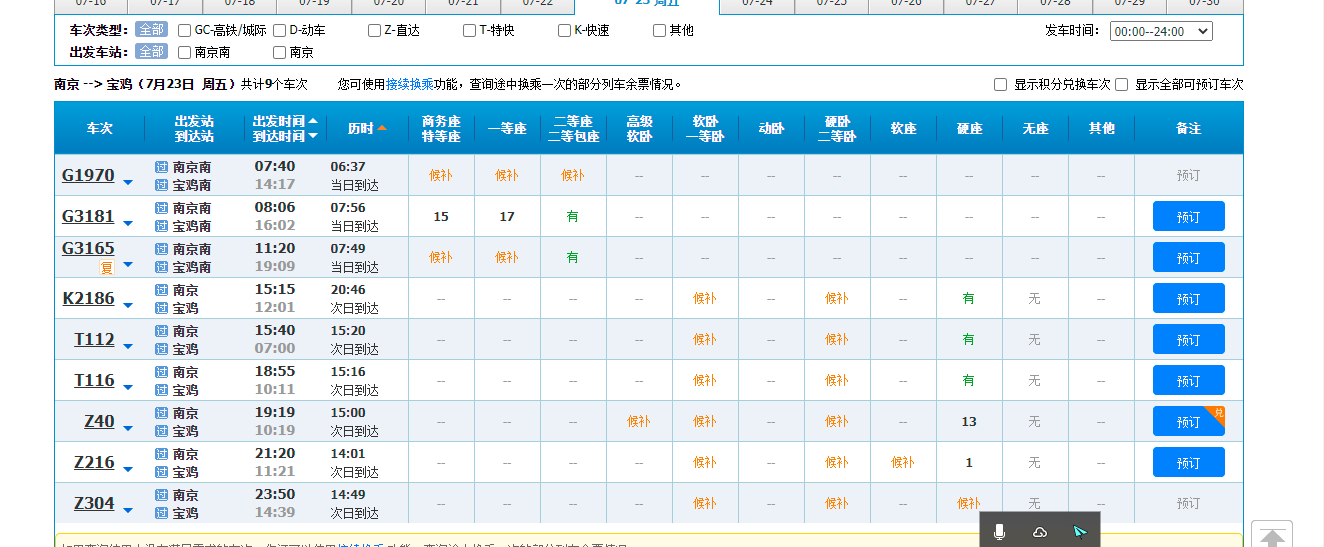 07-16 07-17 07-18 07-19 07-20 07-21 07-22 07-23 周五 07-24 07-25 07-26 07-27 07-28 07-29 07-30
车次类型： 全部 GC-高铁/城际 D-动车 Z-直达 T-特快 K-快速 其他 发车时间： 00:00--24:00
出发车站： 全部 南京南 南京
南京 --> 宝鸡（7月23日 周五）共计9个车次 您可使用接续换乘功能，查询途中换乘一次的部分列车余票情况。 显示积分兑换车次 显示全部可预订车次
车次 出发站 到达站 出发时间 到达时间 历时 商务座 特等座 一等座 二等座 二等包座 高级 软卧 软卧 一等卧 动卧 硬卧 二等卧 软座 硬座 无座 其他 备注
G1970 过 南京南 07:40 06:37 候补 候补 候补 -- -- -- -- -- -- -- -- 预订
过 宝鸡南 14:17 当日到达
G3181 过 南京南 08:06 07:56 15 17 有 -- -- -- -- -- -- -- -- 预订
过 宝鸡南 16:02 当日到达
G3165 过 南京南 11:20 07:49 候补 候补 有 -- -- -- -- -- -- -- -- 预订
复 过 宝鸡南 19:09 当日到达
K2186 过 南京 15:15 20:46 -- -- -- -- 候补 -- 候补 -- 有 无 -- 预订
过 宝鸡 12:01 次日到达
T112 过 南京 15:40 15:20 -- -- -- -- 候补 -- 候补 -- 有 无 -- 预订
过 宝鸡 07:00 次日到达
T116 过 南京 18:55 15:16 -- -- -- -- 候补 -- 候补 -- 有 无 -- 预订
过 宝鸡 10:11 次日到达
Z40 过 南京 19:19 15:00 -- -- -- 候补 候补 -- 候补 -- 13 无 -- 预订 兑
过 宝鸡 10:19 次日到达
Z216 过 南京 21:20 14:01 -- -- -- -- 候补 -- 候补 候补 1 无 -- 预订
过 宝鸡 11:21 次日到达
Z304 过 南京 23:50 14:49 -- -- -- -- 候补 -- 候补 -- 候补 无 -- 预订
过 宝鸡 14:39 次日到达